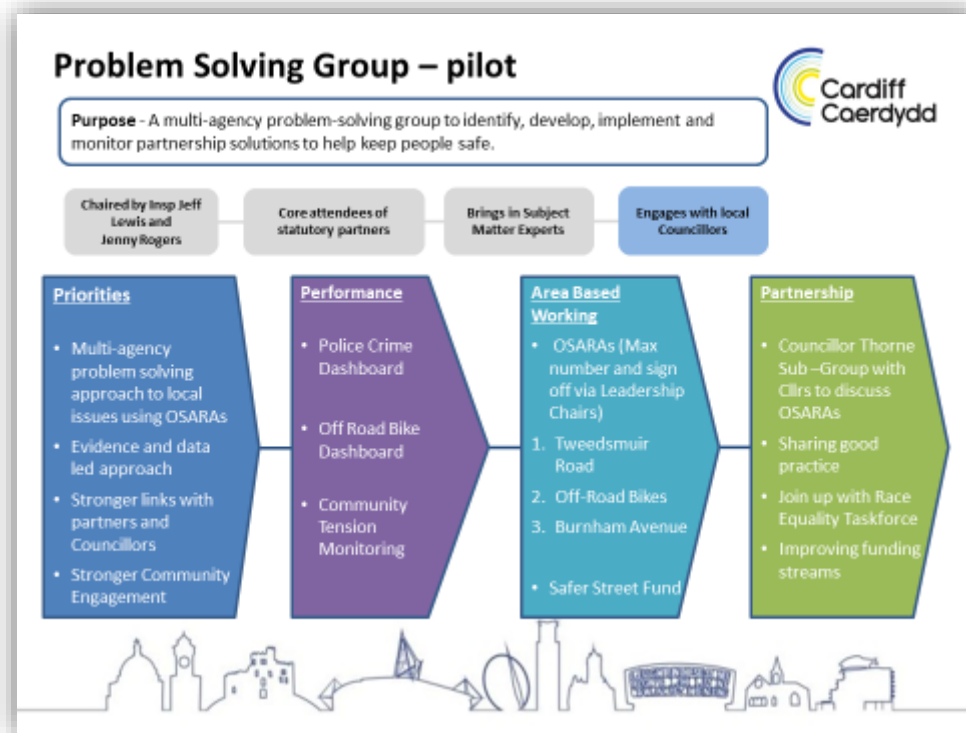 Problem Solving Group – pilot
Cardiff
Caerdydd
Purpose - A multi-agency problem-solving group to identify, develop, implement and
monitor partnership solutions to help keep people safe.
Chaired by Insp Jeff
Lewis and
Jenny Rogers
Core attendees of
statutory partners
Brings in Subject
Matter Experts
Engages with local
Councillors
Priorities
• Multi-agency
problem solving
approach to local
issues using OSARAs
• Evidence and data
led approach
• Stronger links with
partners and
Councillors
• Stronger Community
Engagement
Performance
• Police Crime
Dashboard
• Off Road Bike
Dashboard
• Community
Tension
Monitoring
Area Based
Working
• OSARAs (Max
number and sign
off via Leadership
Chairs)
1. Tweedsmuir
Road
2. Off-Road Bikes
3. Burnham Avenue
• Safer Street Fund
Partnership
• Councillor Thorne
Sub –Group with
Cllrs to discuss
OSARAs
• Sharing good
practice
• Join up with Race
Equality Taskforce
• Improving funding
streams